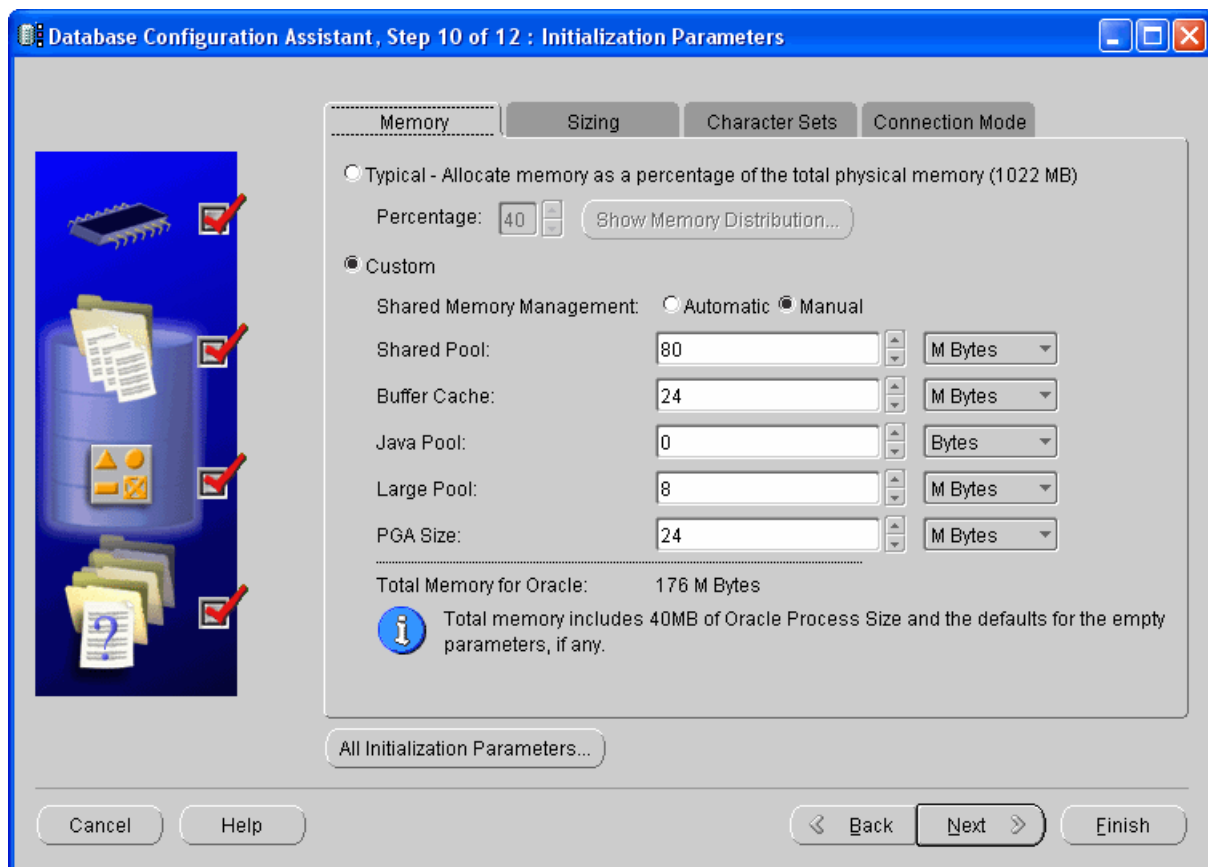 Database Configuration Assistant, Step 10 of 12 : Initialization Parameters
Memory Sizing Character Sets Connection Mode
Typical - Allocate memory as a percentage of the total physical memory (1022 MB)
Percentage: 40 Show Memory Distribution...
Custom
Shared Memory Management: Automatic Manual
Shared Pool: 80 M Bytes
Buffer Cache: 24 M Bytes
Java Pool: 0 Bytes
Large Pool: 8 M Bytes
PGA Size: 24 M Bytes
Total Memory for Oracle: 176 M Bytes
Total memory includes 40MB of Oracle Process Size and the defaults for the empty
parameters, if any.
All Initialization Parameters...
Cancel Help Back Next Finish